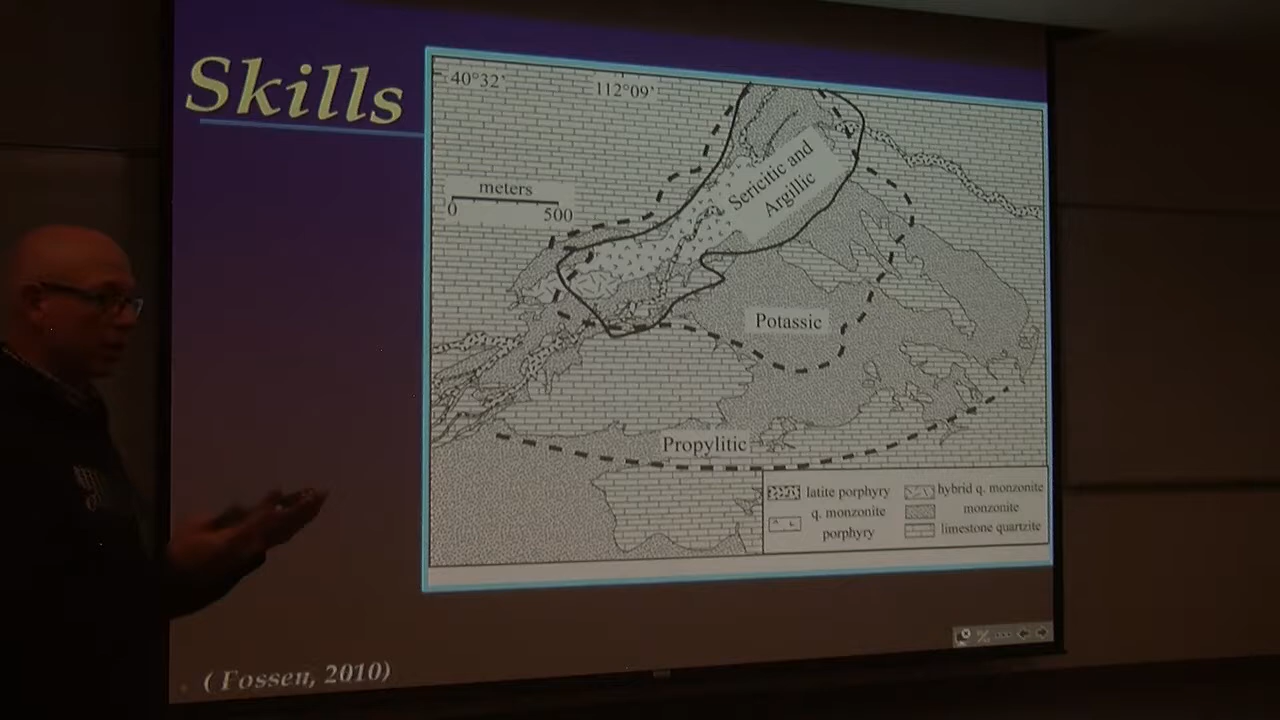 Skills
40°32'
112°09'
meters
0 500
Sericitic and
Argillic
Potassic
Propylitic
latite porphyry
q. monzonite
porphyry
hybrid q. monzonite
monzonite
limestone quartzite
( Fossen, 2010)